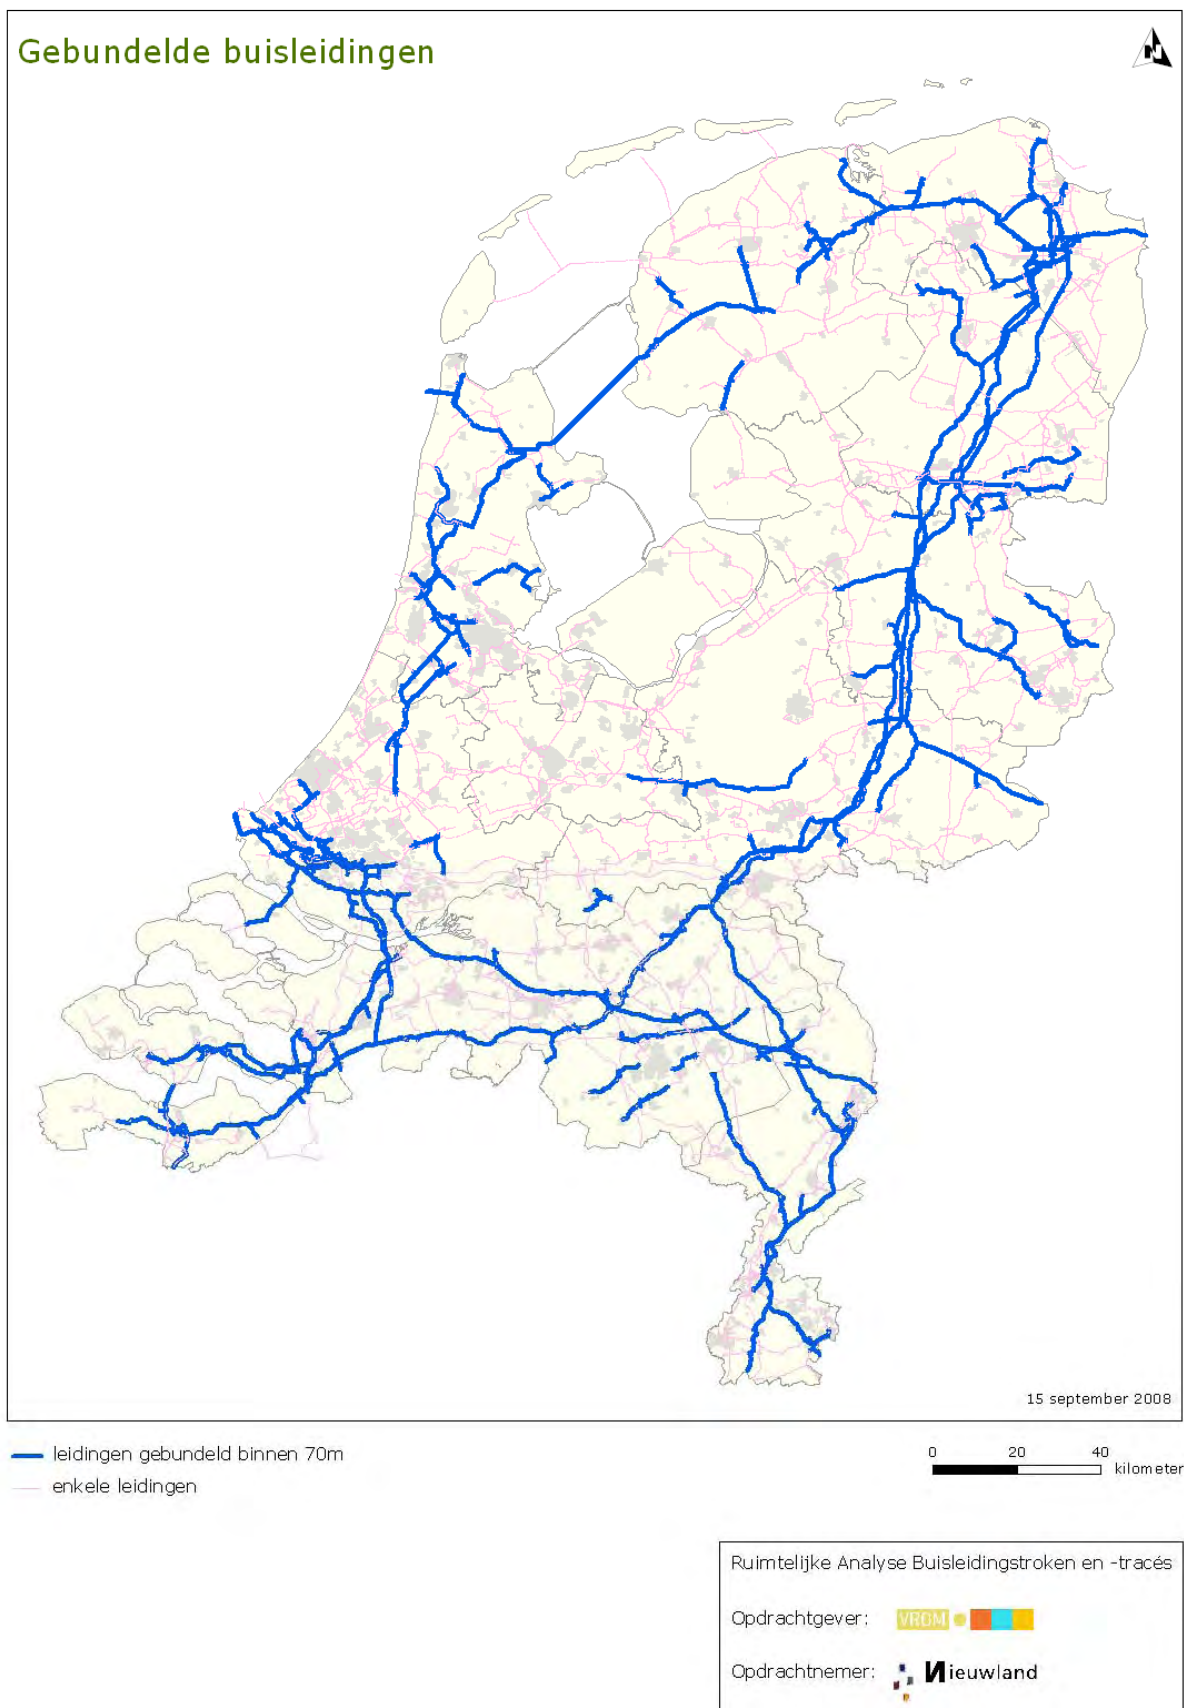 Gebundelde buisleidingen
N
15 september 2008
leidingen gebundeld binnen 70m
enkele leidingen
0 20 40
kilometer
Ruimtelijke Analyse Buisleidingstroken en -tracés
Opdrachtgever: VROM
Opdrachtnemer: Nieuwland